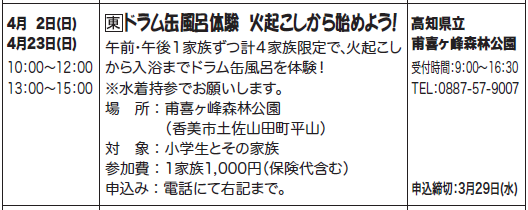 4月 2日(日)
4月23日(日)
10:00〜12:00
13:00〜15:00
東 ドラム缶風呂体験 火起こしから始めよう!
午前・午後1家族ずつ計4家族限定で、火起こし
から入浴までドラム缶風呂を体験!
※水着持参でお願いします。
場 所:甫喜ヶ峰森林公園
(香美市土佐山田町平山)
対 象:小学生とその家族
参加費:1家族1,000円(保険代含む)
申込み:電話にて右記まで。
高知県立
甫喜ヶ峰森林公園
受付時間:9:00〜16:30
TEL:0887-57-9007
申込締切:3月29日(水)